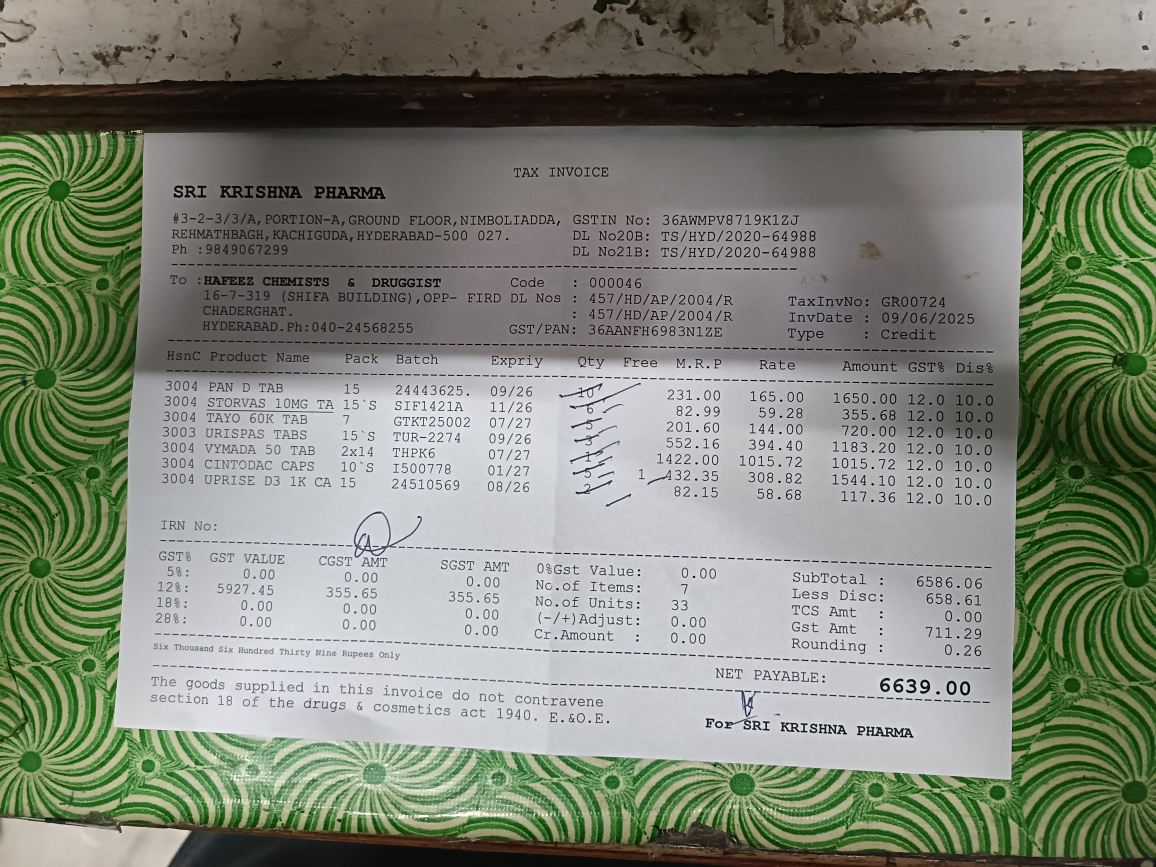 TAX INVOICE
SRI KRISHNA PHARMA
#3-2-3/3/A,PORTION-A,GROUND FLOOR,NIMBOLIADDA, GSTIN No: 36AWMPV8719K1ZJ
REHMATHBAGH,KACHIGUDA,HYDERABAD-500 027. DL No20B: TS/HYD/2020-64988
Ph :9849067299 DL No21B: TS/HYD/2020-64988
To :HAFEEZ CHEMISTS & DRUGGIST Code : 000046
16-7-319 (SHIFA BUILDING),OPP- FIRD DL Nos : 457/HD/AP/2004/R TaxInvNo: GR00724
CHADERGHAT. : 457/HD/AP/2004/R InvDate : 09/06/2025
HYDERABAD.Ph:040-24568255 GST/PAN: 36AANFH6983N1ZE Type : Credit
HsnC Product Name Pack Batch Expriy Qty Free M.R.P Rate Amount GST% Dis%
3004 PAN D TAB 15 24443625. 09/26 10 231.00 165.00 1650.00 12.0 10.0
3004 STORVAS 10MG TA 15`S SIF1421A 11/26 6 82.99 59.28 355.68 12.0 10.0
3004 TAYO 60K TAB 7 GTKT25002 07/27 5 201.60 144.00 720.00 12.0 10.0
3003 URISPAS TABS 15`S TUR-2274 09/26 3 552.16 394.40 1183.20 12.0 10.0
3004 VYMADA 50 TAB 2x14 THPK6 07/27 1 1422.00 1015.72 1015.72 12.0 10.0
3004 CINTODAC CAPS 10`S I500778 01/27 5 1 432.35 308.82 1544.10 12.0 10.0
3004 UPRISE D3 1K CA 15 24510569 08/26 2 82.15 58.68 117.36 12.0 10.0
IRN No:
GST% GST VALUE CGST AMT SGST AMT 0%Gst Value: 0.00 SubTotal : 6586.06
5%: 0.00 0.00 0.00 No.of Items: 7 Less Disc: 658.61
12%: 5927.45 355.65 355.65 No.of Units: 33 TCS Amt : 0.00
18%: 0.00 0.00 0.00 (-/+)Adjust: 0.00 Gst Amt : 711.29
28%: 0.00 0.00 0.00 Cr.Amount : 0.00 Rounding : 0.26
Six Thousand Six Hundred Thirty Nine Rupees Only
NET PAYABLE: 6639.00
The goods supplied in this invoice do not contravene
section 18 of the drugs & cosmetics act 1940. E.&O.E.
For SRI KRISHNA PHARMA